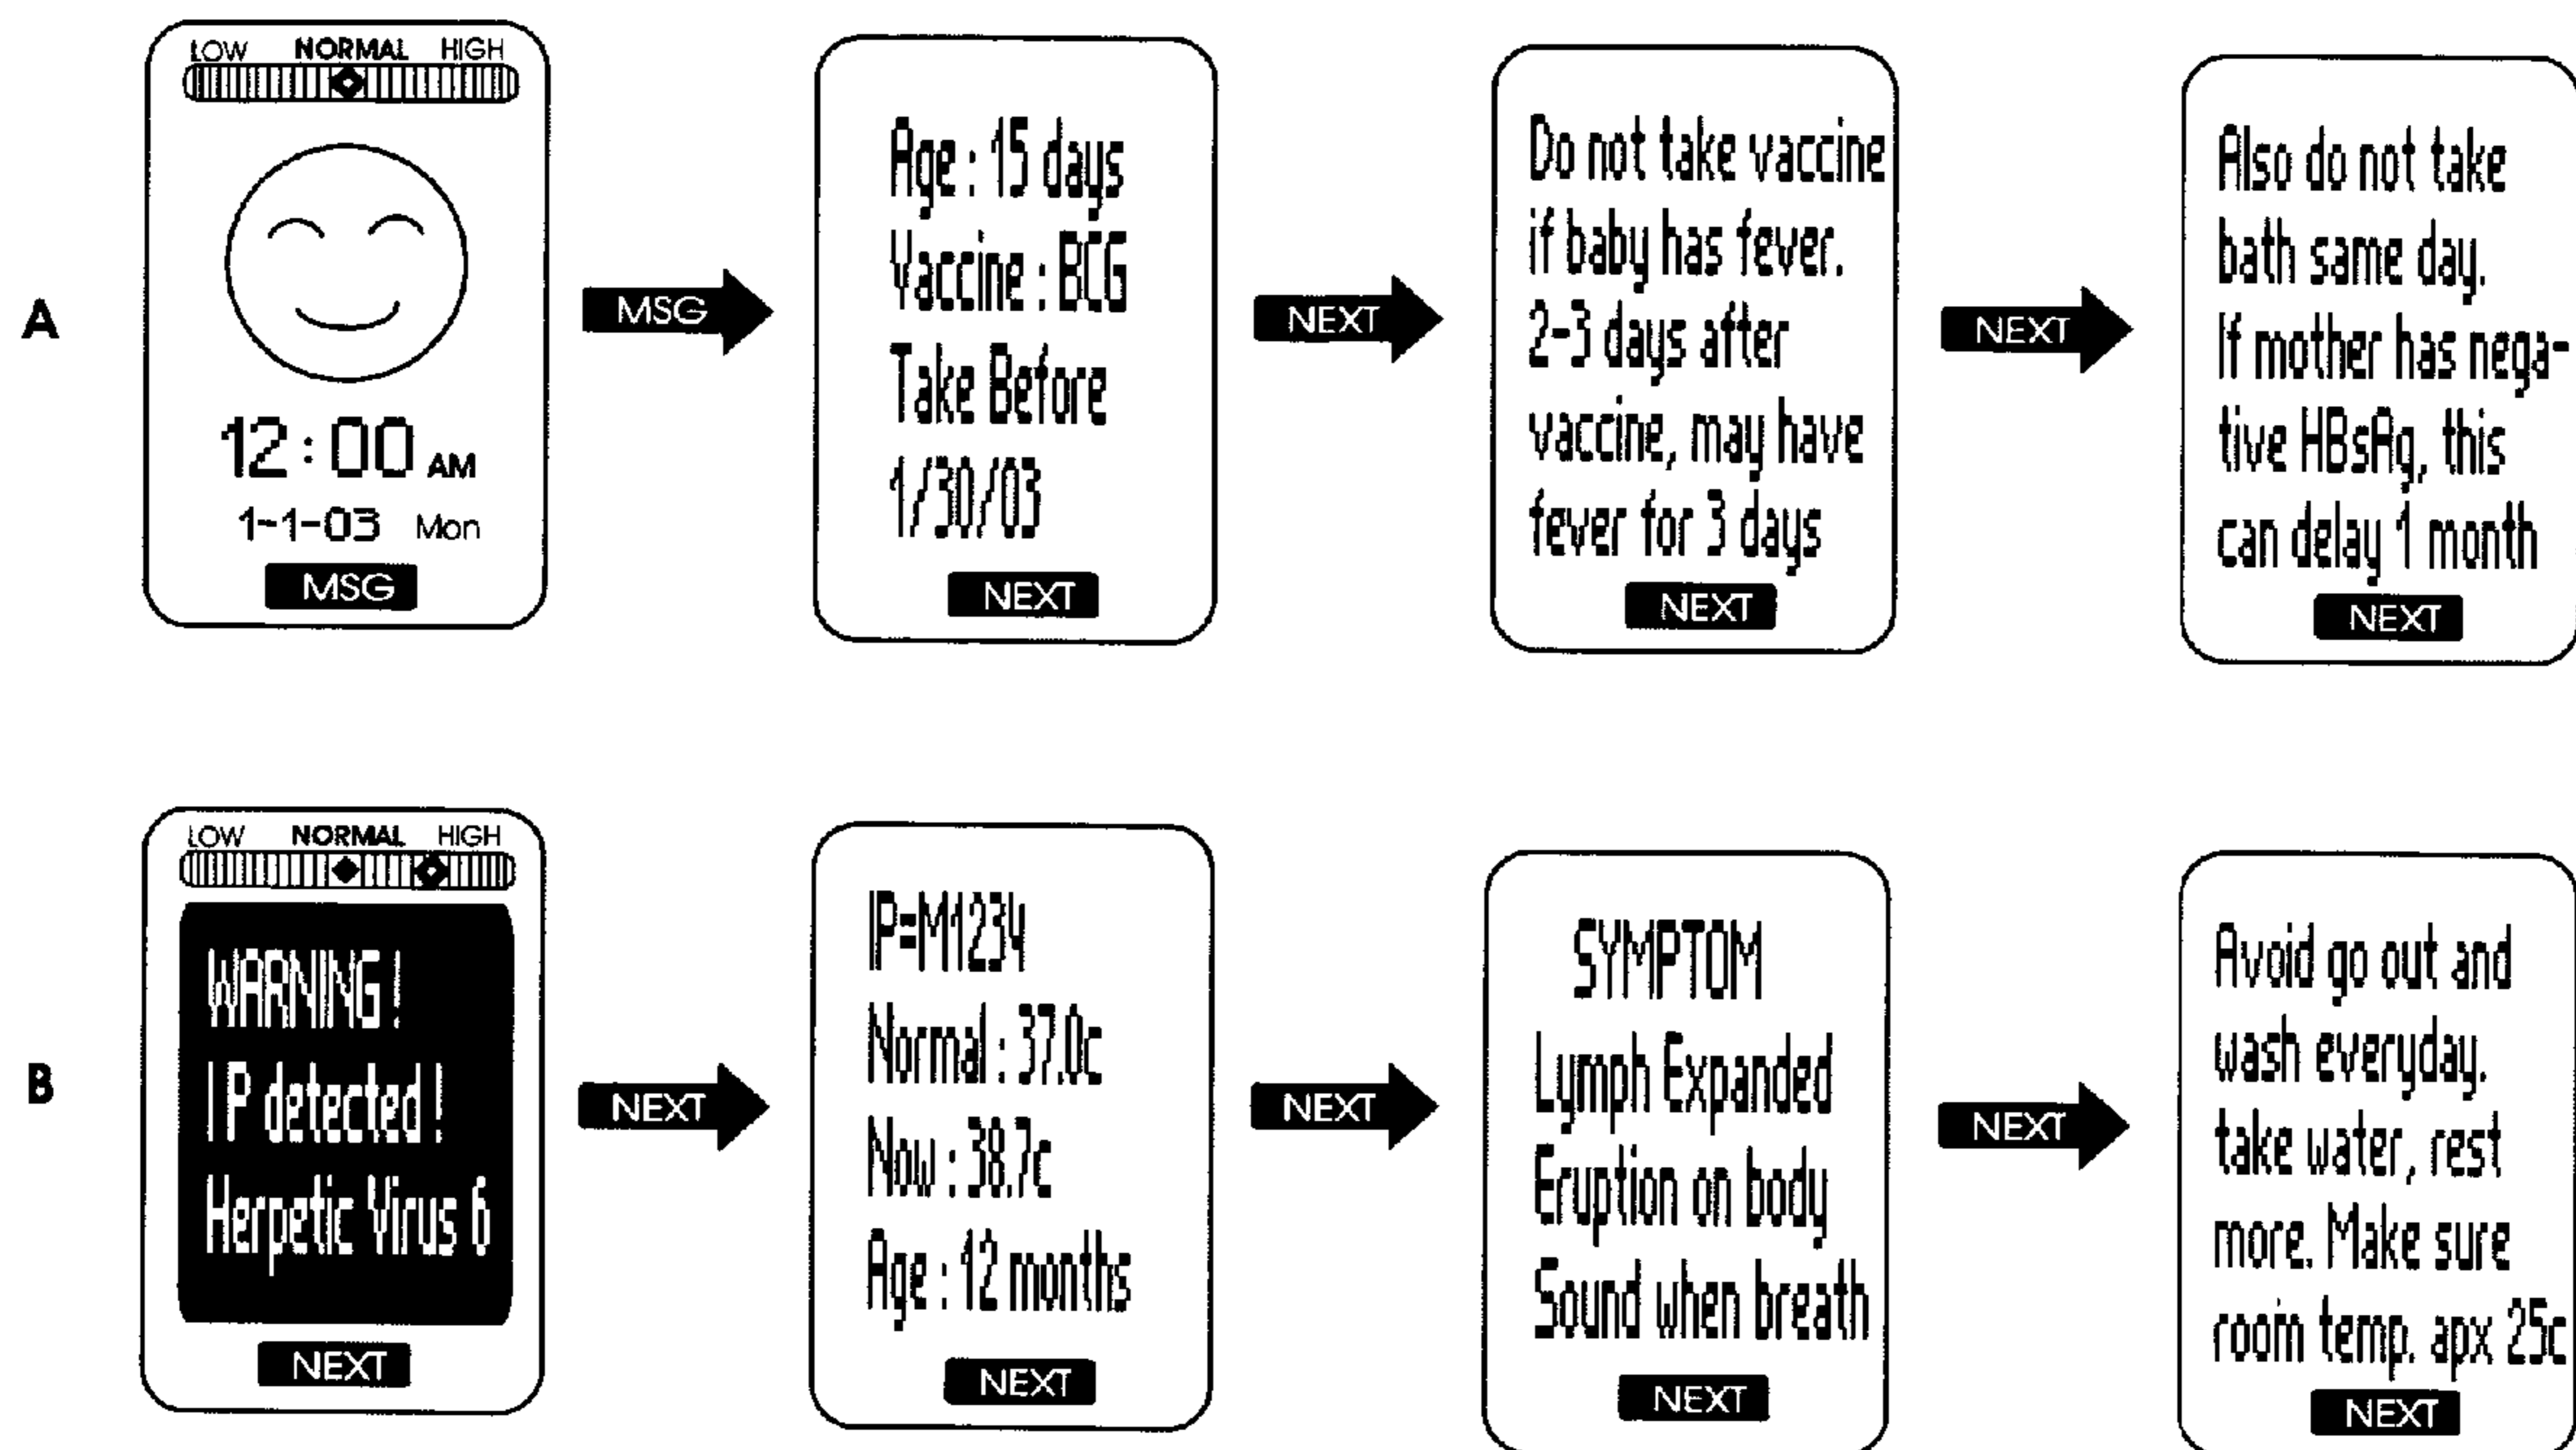 A
LOW NORMAL HIGH
12:00 AM
1-1-03 Mon
MSG
MSG
Age : 15 days
Vaccine : BCG
Take Before
1/30/03
NEXT
NEXT
Do not take vaccine
if baby has fever.
2-3 days after
vaccine, may have
fever for 3 days
NEXT
NEXT
Also do not take
bath same day.
If mother has nega-
tive HBsAg, this
can delay 1 month
NEXT
B
LOW NORMAL HIGH
WARNING !
IP detected !
Herpetic Virus 6
NEXT
NEXT
IP=M1234
Normal : 37.0c
Now : 38.7c
Age : 12 months
NEXT
NEXT
SYMPTOM
Lymph Expanded
Eruption on body
Sound when breath
NEXT
NEXT
Avoid go out and
wash everyday.
take water, rest
more. Make sure
room temp. apx 25c
NEXT